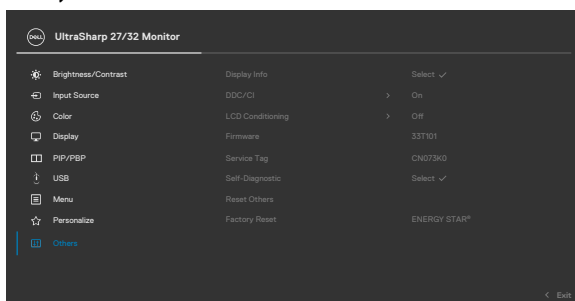 DELL UltraSharp 27/32 Monitor
Brightness/Contrast Display Info Select ✓
Input Source DDC/CI > On
Color LCD Conditioning > Off
Display Firmware 33T101
PIP/PBP Service Tag CN073K0
USB Self-Diagnostic Select ✓
Menu Reset Others
Personalize Factory Reset ENERGY STAR®
Others
< Exit